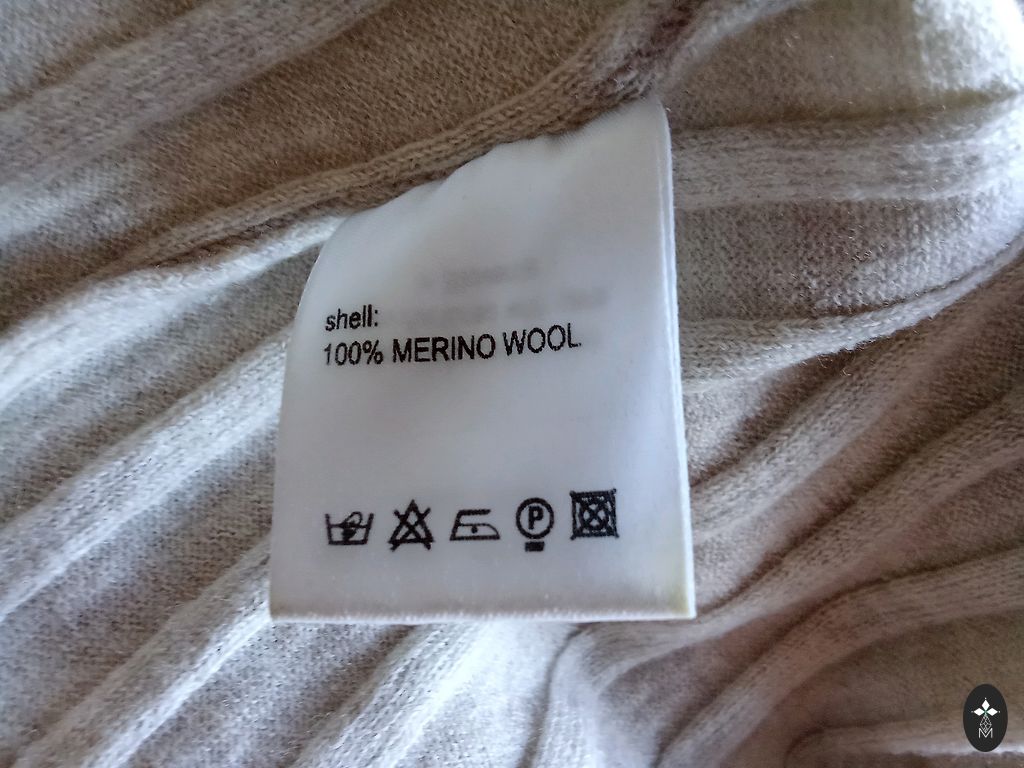 shell:
100% MERINO WOOL
P
M